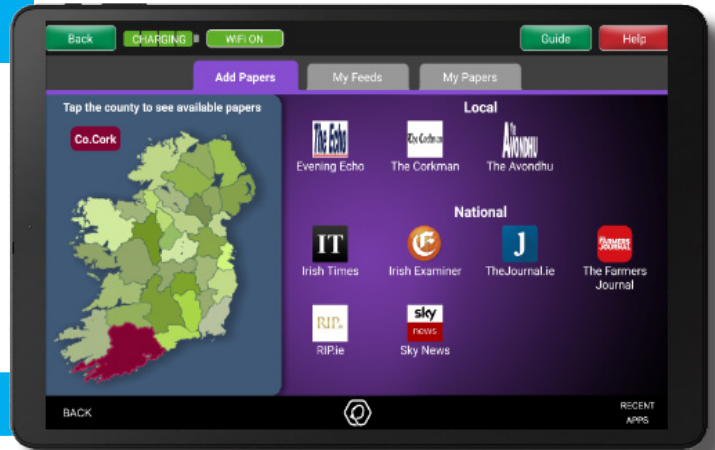 Back
CHARGING
WiFi ON
Guide
Help
Add Papers
My Feeds
My Papers
Tap the county to see available papers
Co.Cork
Local
The Echo
The Corkman
The
AVONDHU
Evening Echo
The Corkman
The Avondhu
National
IT
E
J
FARMERS
JOURNAL
Irish Times
Irish Examiner
TheJournal.ie
The Farmers
Journal
RIP.ie
sky
news
RIP.ie
Sky News
BACK
RECENT
APPS